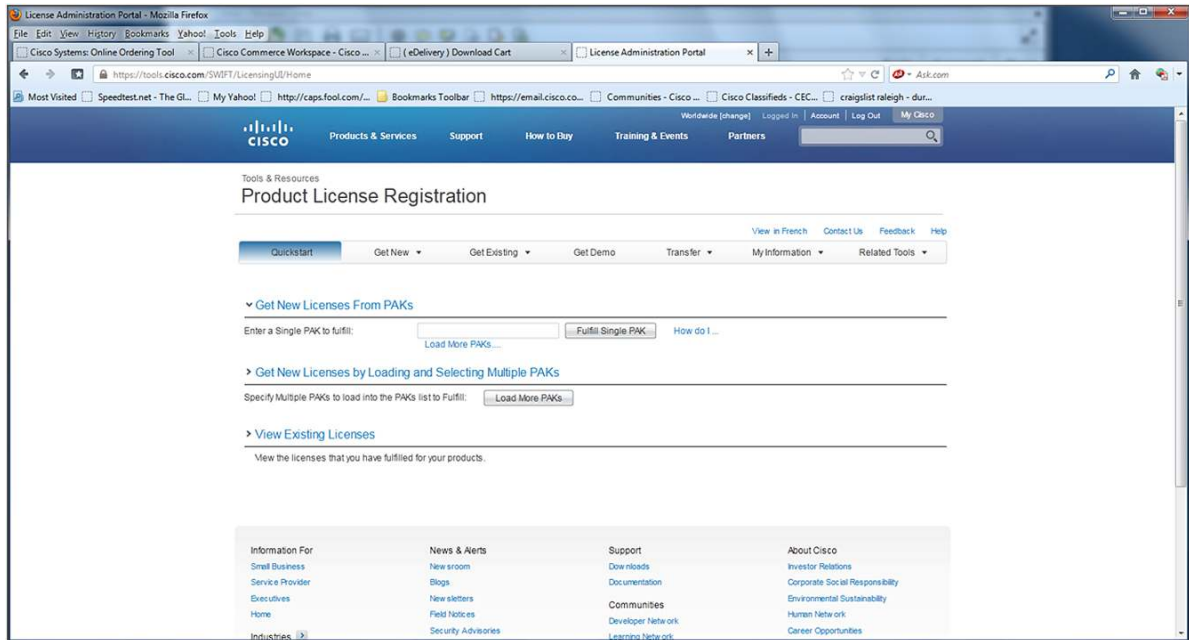 License Administration Portal - Mozilla Firefox
File Edit View History Bookmarks Yahoo! Tools Help
Cisco Systems: Online Ordering Tool × Cisco Commerce Workspace - Cisco ... × ( eDelivery ) Download Cart × License Administration Portal × +
https://tools.cisco.com/SWIFT/LicensingUI/Home Ask.com
Most Visited Speedtest.net - The Gl... My Yahoo! http://caps.fool.com/... Bookmarks Toolbar https://email.cisco.co... Communities - Cisco ... Cisco Classifieds - CEC... craigslist raleigh - dur...
Worldwide [change] Logged In | Account | Log Out My Cisco
CISCO Products & Services Support How to Buy Training & Events Partners
Tools & Resources
Product License Registration
View in French Contact Us Feedback Help
Quickstart Get New Get Existing Get Demo Transfer My Information Related Tools
Get New Licenses From PAKs
Enter a Single PAK to fulfill: Fulfill Single PAK How do I ...
Load More PAKs....
Get New Licenses by Loading and Selecting Multiple PAKs
Specify Multiple PAKs to load into the PAKs list to Fulfill: Load More PAKs
View Existing Licenses
View the licenses that you have fulfilled for your products.
Information For News & Alerts Support About Cisco
Small Business Newsroom Downloads Investor Relations
Service Provider Blogs Documentation Corporate Social Responsibility
Executives Newsletters Communities Environmental Sustainability
Home Field Notices Developer Network Human Network
Industries Security Advisories Learning Network Career Opportunities